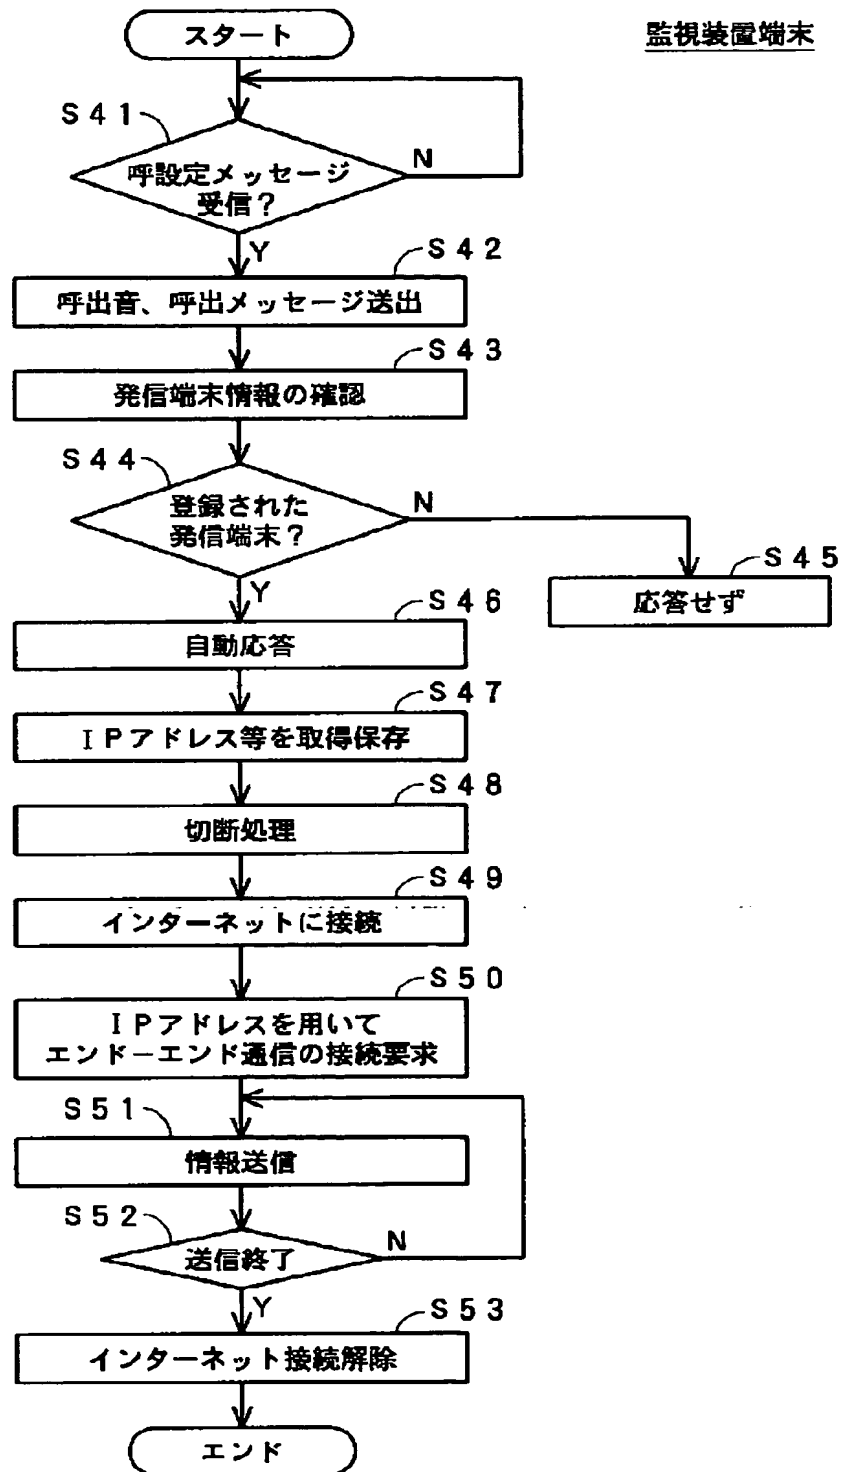 監視装置端末
スタート
S41
呼設定メッセージ
受信？
N
Y
S42
呼出音、呼出メッセージ送出
S43
発信端末情報の確認
S44
登録された
発信端末？
N
Y
S45
応答せず
S46
自動応答
S47
IPアドレス等を取得保存
S48
切断処理
S49
インターネットに接続
S50
IPアドレスを用いて
エンド－エンド通信の接続要求
S51
情報送信
S52
送信終了
N
Y
S53
インターネット接続解除
エンド